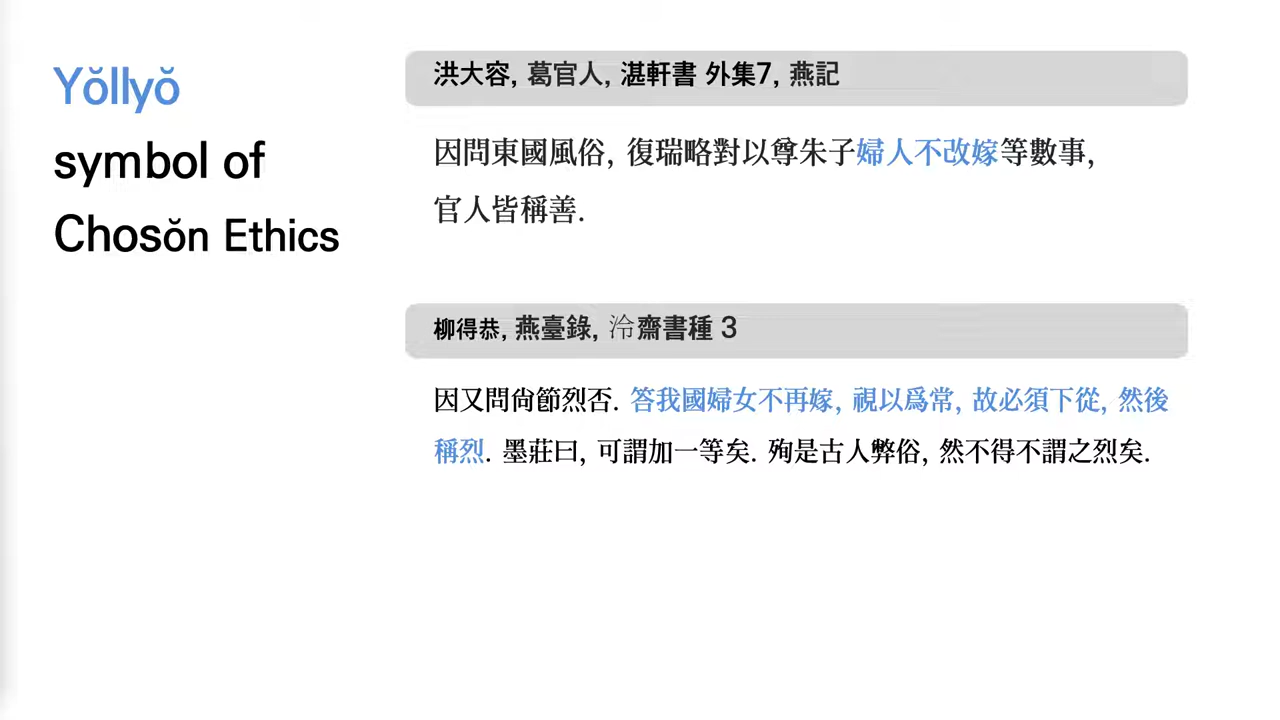 Yŏllyŏ
symbol of
Chosŏn Ethics
洪大容, 葛官人, 湛軒書 外集7, 燕記
因問東國風俗, 復瑞略對以尊朱子婦人不改嫁等數事,
官人皆稱善.
柳得恭, 燕臺錄, 泠齋書種 3
因又問尙節烈否. 答我國婦女不再嫁, 視以爲常, 故必須下從, 然後
稱烈. 墨莊曰, 可謂加一等矣. 殉是古人弊俗, 然不得不謂之烈矣.